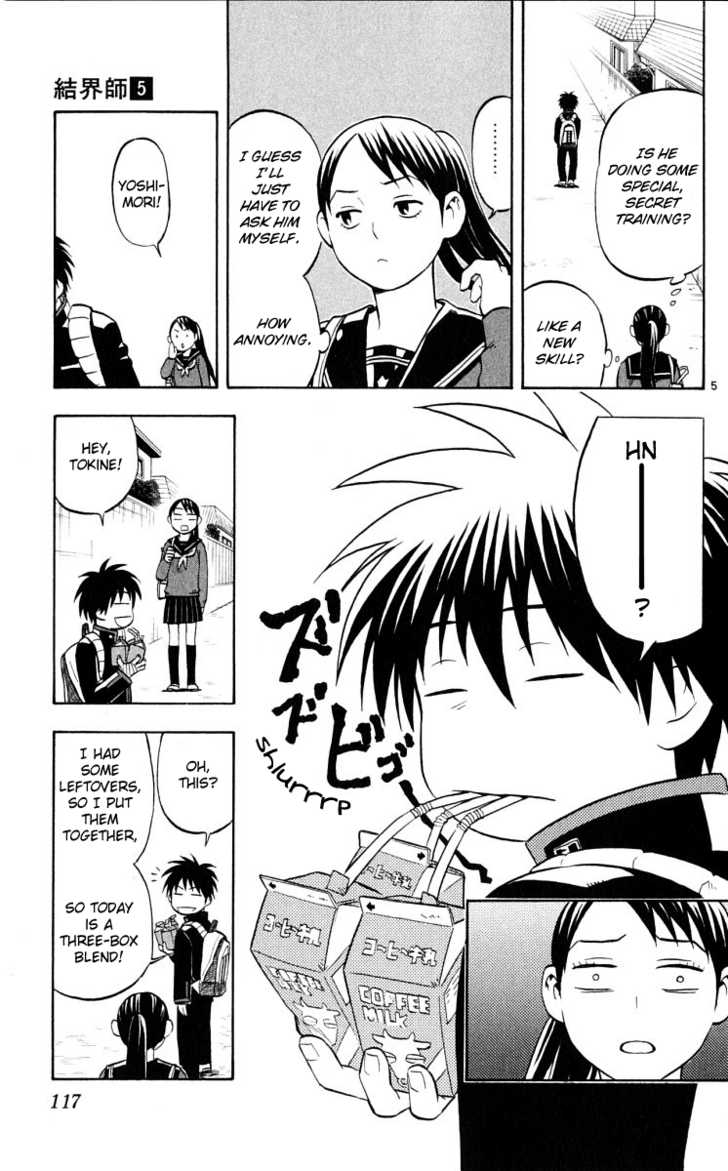 IS HE
DOING SOME
SPECIAL,
SECRET
TRAINING?
LIKE A
NEW
SKILL?
5
.........
I GUESS
I'LL
JUST
HAVE TO
ASK HIM
MYSELF.
HOW
ANNOYING.
結界師5
YOSHI-
MORI!
HN
—
?
ズズビゴー
shlurrrp
コーヒー牛乳
コーヒー牛乳
COFFEE
MILK
HEY,
TOKINE!
OH,
THIS?
I HAD
SOME
LEFTOVERS,
SO I PUT
THEM
TOGETHER,
SO TODAY
IS A
THREE-BOX
BLEND!
117